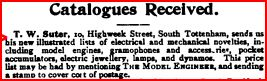 Catalogues Received.
T. W. Suter, 10, Highweek Street, South Tottenham, sends us
his new illustrated lists of electrical and mechanical novelties, in-
cluding model engines, gramophones and access.ries, pocket
accumulators, electric jewellery, lamps, and dynamos. This price
list may be had by mentioning THE MODEL ENGINEER, and sending
a stamp to cover cost of postage.